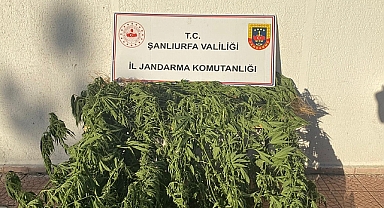 T.C.
ŞANLIURFA VALİLİĞİ
İL JANDARMA KOMUTANLIĞI